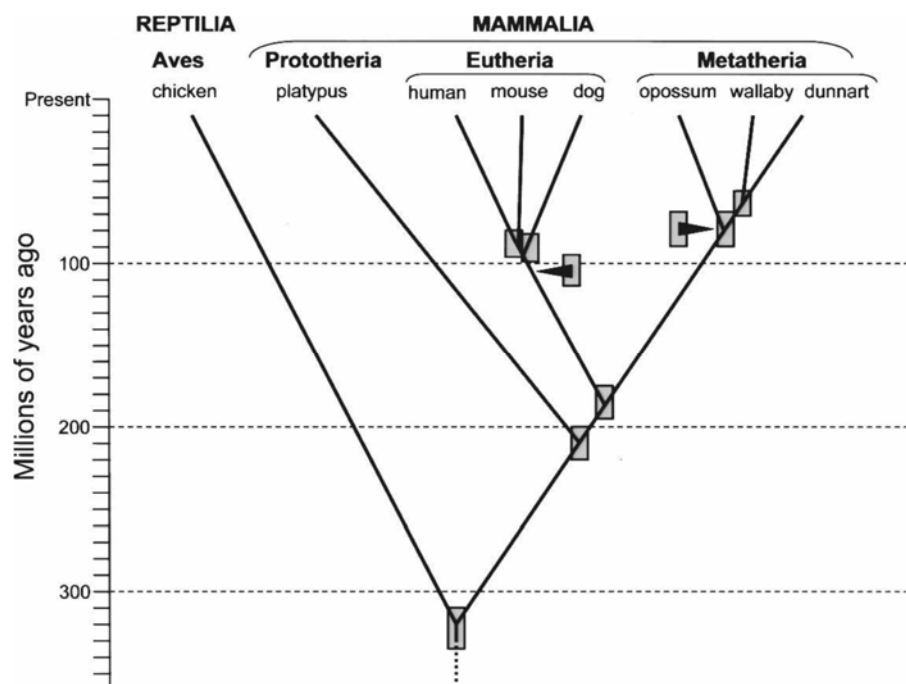 REPTILIA MAMMALIA
Aves Prototheria Eutheria Metatheria
chicken platypus human mouse dog opossum wallaby dunnart
Present
100
200
300
Millions of years ago